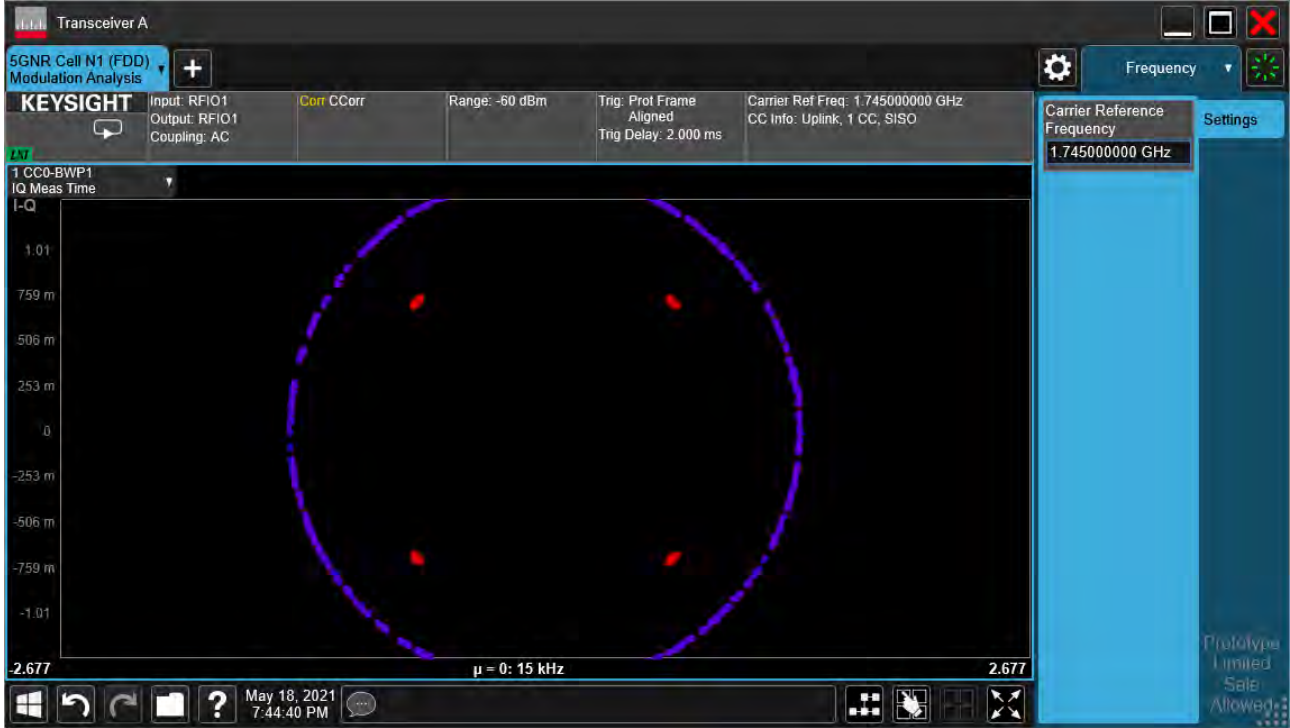 Transceiver A
5GNR Cell N1 (FDD)
Modulation Analysis
Frequency
KEYSIGHT
LXI
Input: RFIO1
Output: RFIO1
Coupling: AC
Corr CCorr
Range: -60 dBm
Trig: Prot Frame
Aligned
Trig Delay: 2.000 ms
Carrier Ref Freq: 1.745000000 GHz
CC Info: Uplink, 1 CC, SISO
Carrier Reference
Frequency
1.745000000 GHz
Settings
1 CC0-BWP1
IQ Meas Time
I-Q
1.01
759 m
506 m
253 m
0
-253 m
-506 m
-759 m
-1.01
-2.677
µ = 0: 15 kHz
2.677
Prototype
Limited
Sale
Allowed
?
May 18, 2021
7:44:40 PM